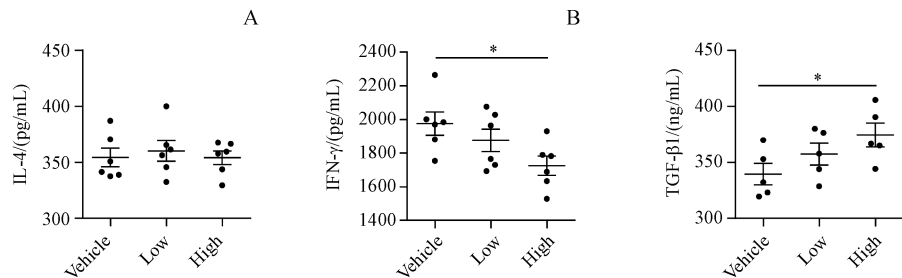 A
B
IL-4/(pg/mL)
450
400
350
300
Vehicle
Low
High
IFN-γ/(pg/mL)
2400
2200
2000
1800
1600
1400
*
Vehicle
Low
High
TGF-β1/(ng/mL)
450
400
350
300
*
Vehicle
Low
High